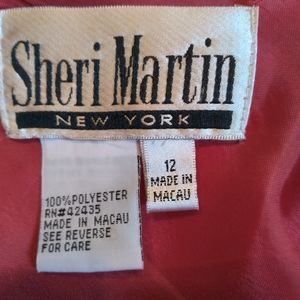 Sheri Martin
NEW YORK
100% POLYESTER
RN#42435
MADE IN MACAU
SEE REVERSE
FOR CARE
12
MADE IN
MACAU